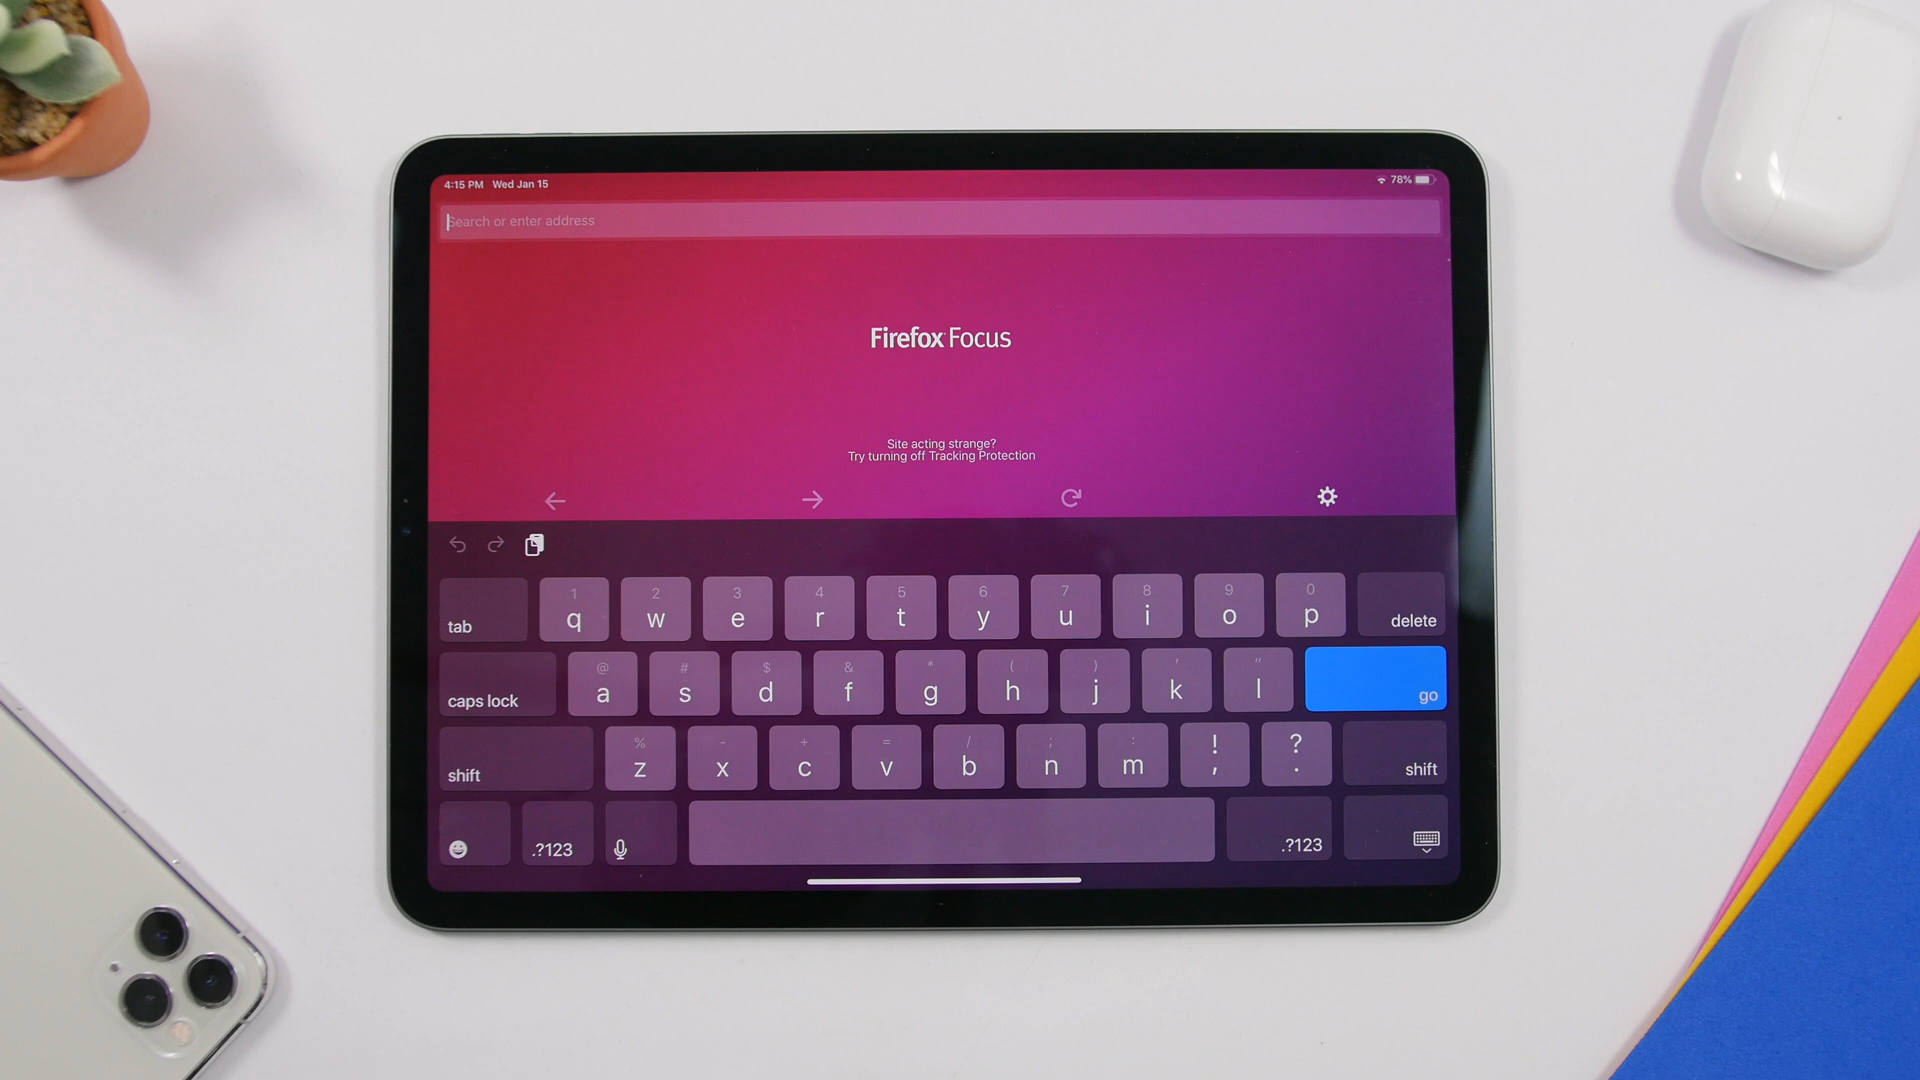 4:15 PM Wed Jan 15 78%
Search or enter address
Firefox Focus
Site acting strange?
Try turning off Tracking Protection
1 2 3 4 5 6 7 8 9 0
tab q w e r t y u i o p delete
@ # $ & * ( ) ' "
caps lock a s d f g h j k l go
% - + = / ; : ! ?
shift z x c v b n m , . shift
.?123 .?123